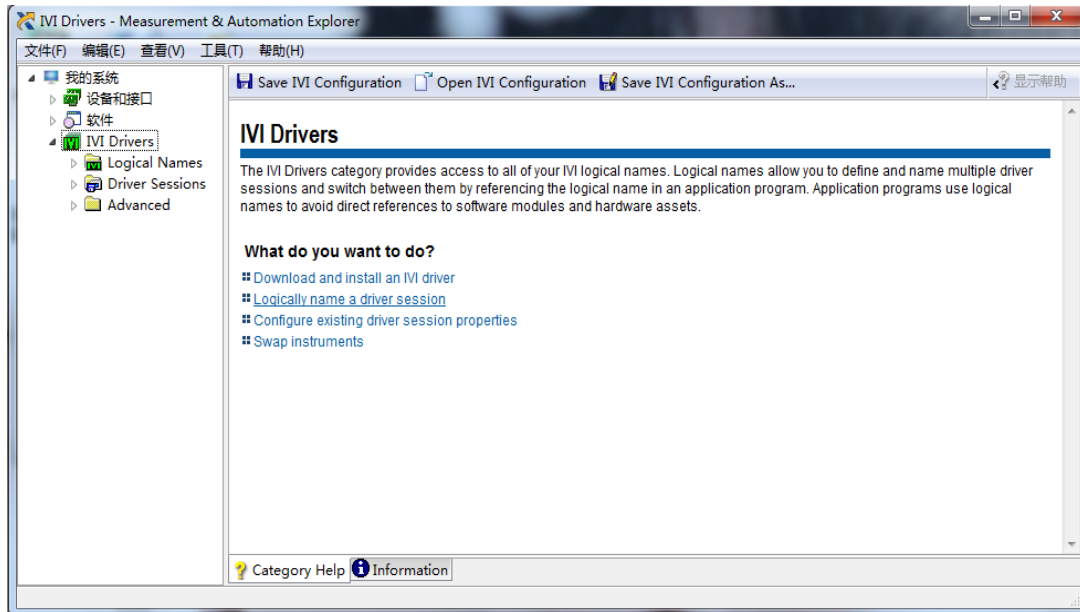 IVI Drivers - Measurement & Automation Explorer
文件(F) 编辑(E) 查看(V) 工具(T) 帮助(H)
我的系统
设备和接口
软件
IVI Drivers
Logical Names
Driver Sessions
Advanced
Save IVI Configuration Open IVI Configuration Save IVI Configuration As... 显示帮助
IVI Drivers
The IVI Drivers category provides access to all of your IVI logical names. Logical names allow you to define and name multiple driver
sessions and switch between them by referencing the logical name in an application program. Application programs use logical
names to avoid direct references to software modules and hardware assets.
What do you want to do?
Download and install an IVI driver
Logically name a driver session
Configure existing driver session properties
Swap instruments
Category Help Information